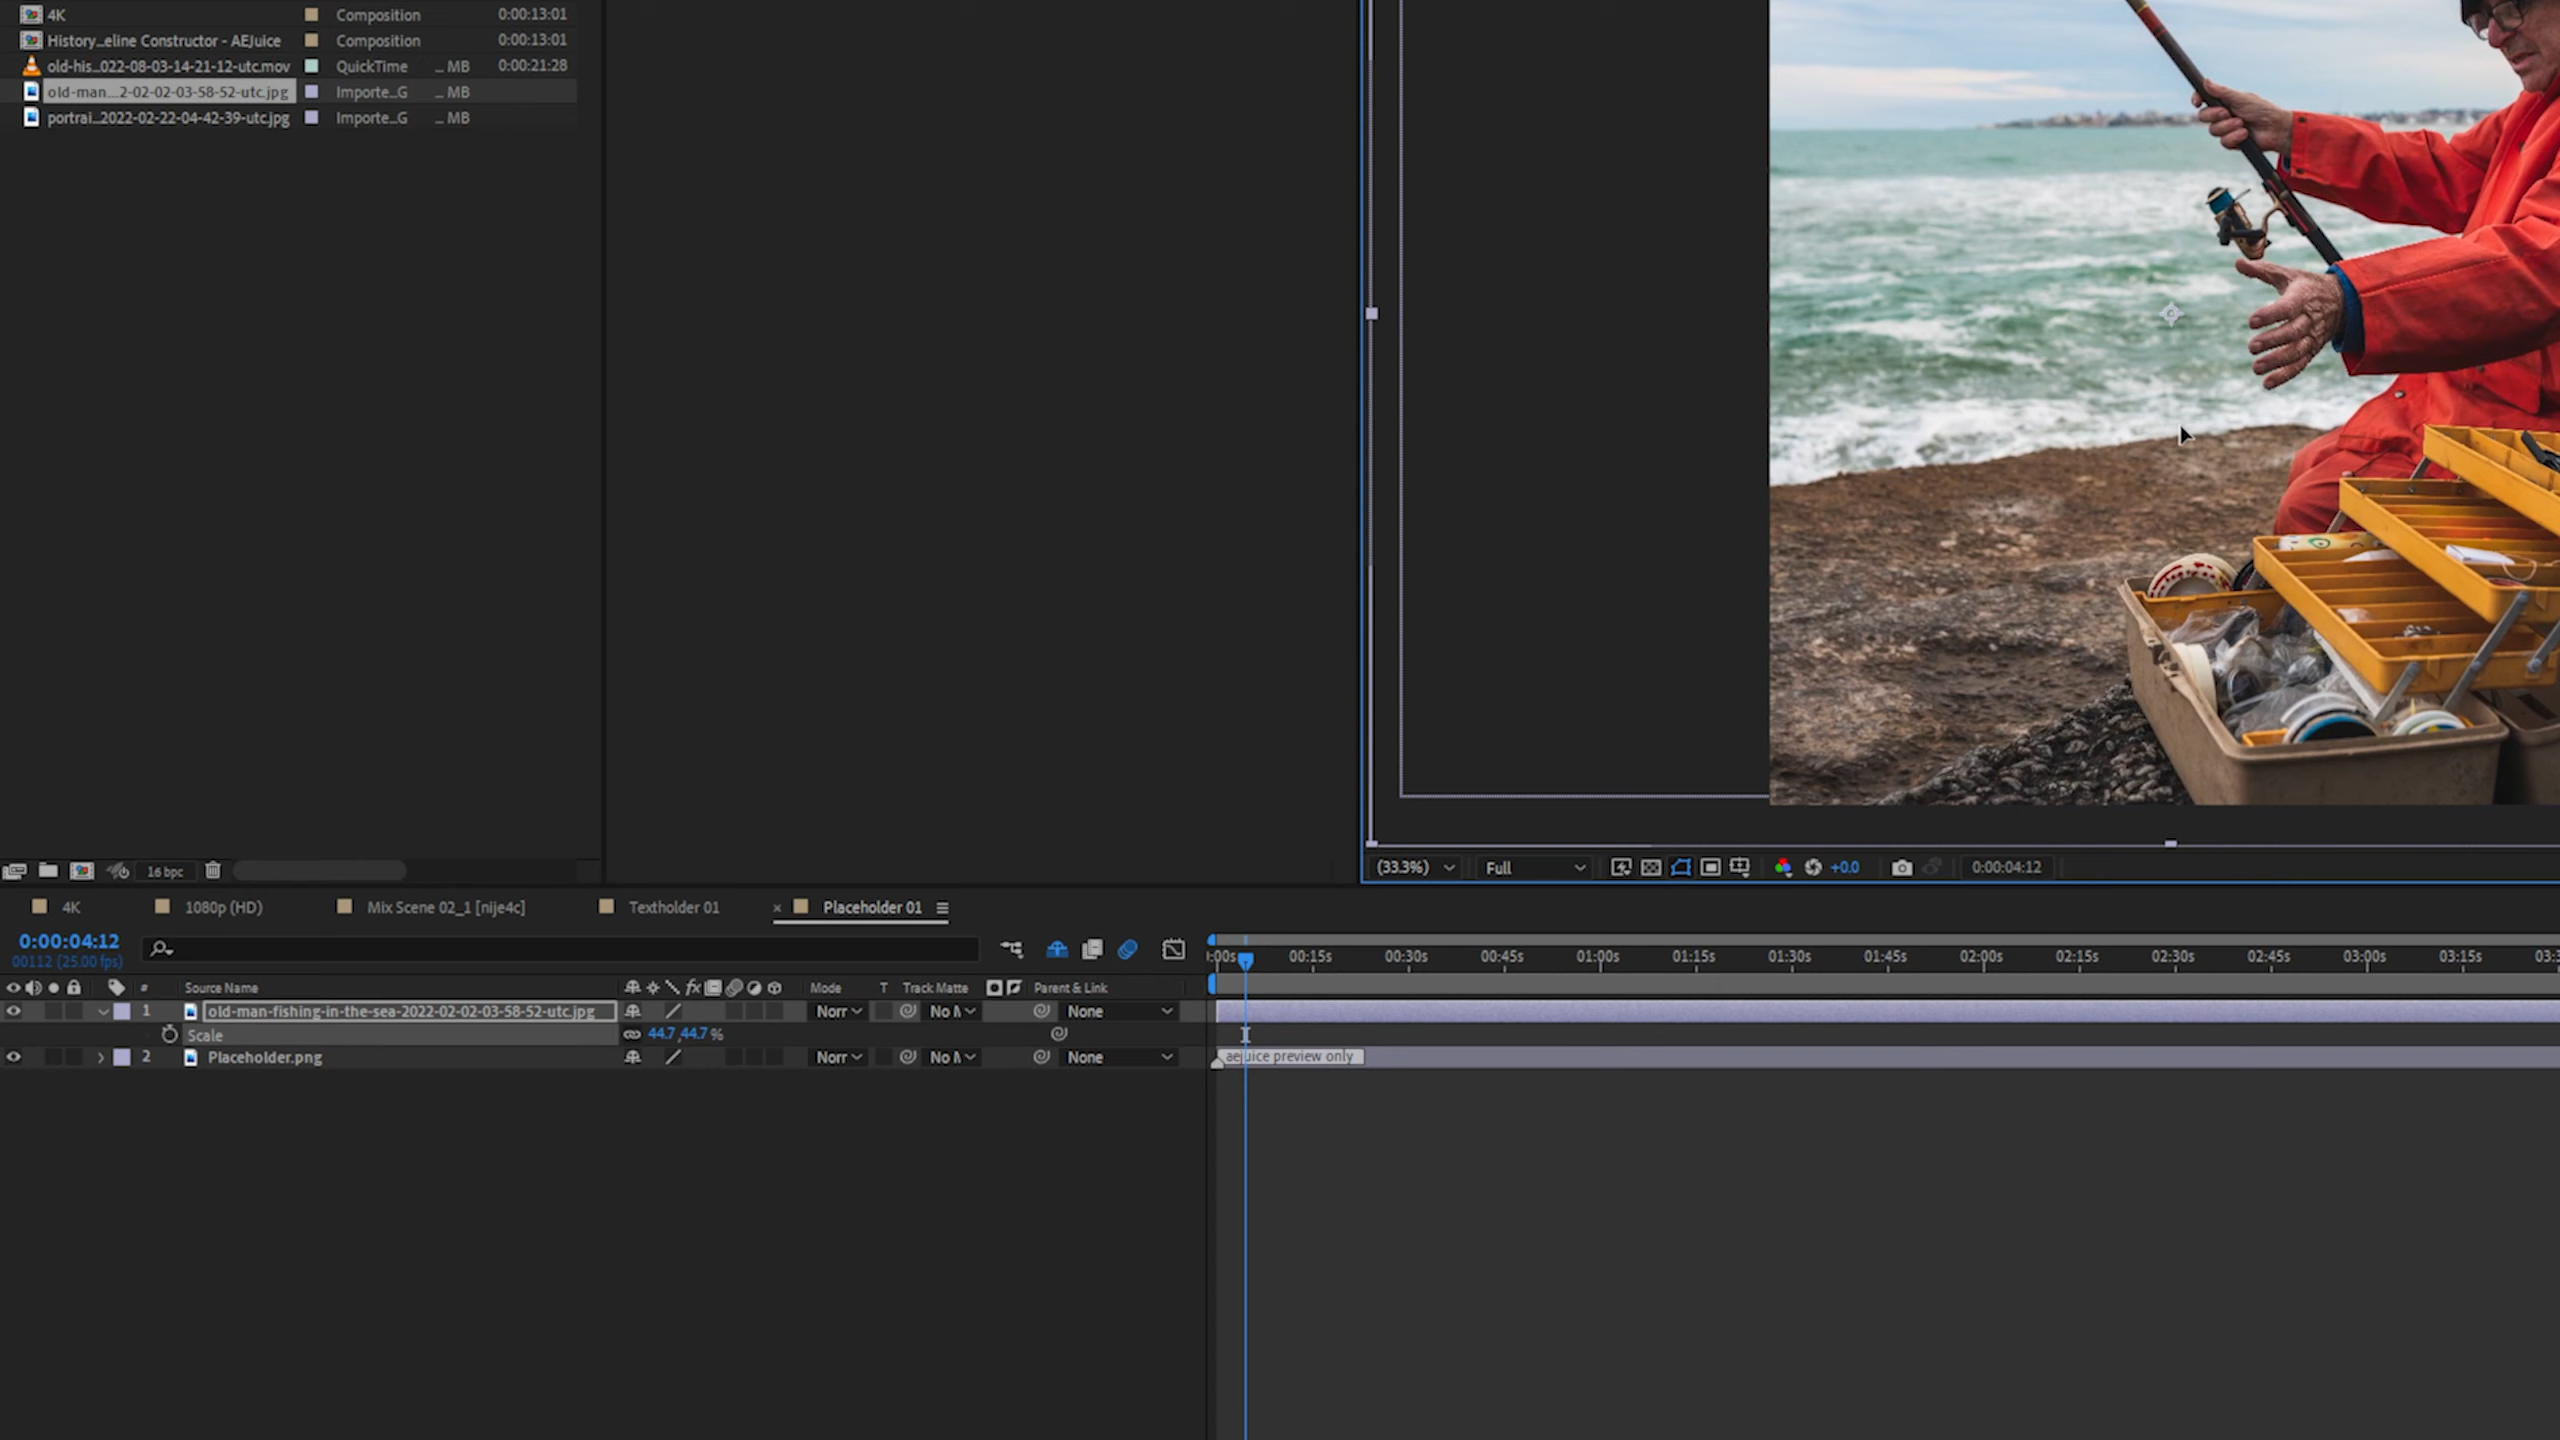 4K Composition 0:00:13:01
History...eline Constructor - AEJuice Composition 0:00:13:01
old-his...022-08-03-14-21-12-utc.mov QuickTime ... MB 0:00:21:28
old-man...2-02-02-03-58-52-utc.jpg Importe...G ... MB
portrai...2022-02-22-04-42-39-utc.jpg Importe...G ... MB
16 bpc
(33.3%) Full +0.0 0:00:04:12
4K 1080p (HD) Mix Scene 02_1 [nije4c] Textholder 01 × Placeholder 01
0:00:04:12
00112 (25.00 fps)
:00s 00:15s 00:30s 00:45s 01:00s 01:15s 01:30s 01:45s 02:00s 02:15s 02:30s 02:45s 03:00s 03:15s 03:3
# Source Name fx Mode T Track Matte Parent & Link
1 old-man-fishing-in-the-sea-2022-02-02-03-58-52-utc.jpg Norr No M None
Scale 44.7,44.7%
2 Placeholder.png Norr No M None
aejuice preview only